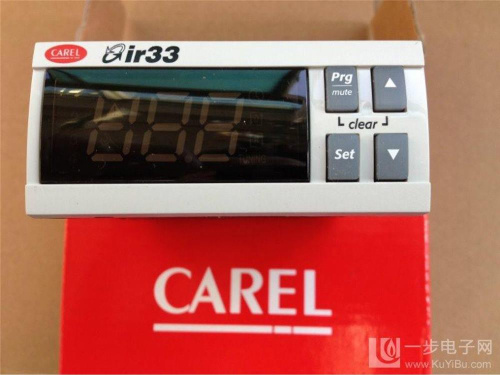 CAREL ir33
Prg
mute
▲
clear
Set
▼
CAREL
一步电子网
www.KuYiBu.com